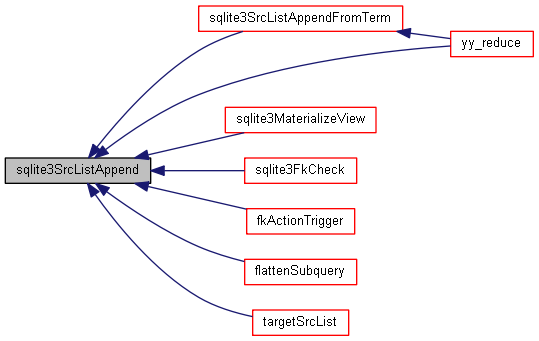 sqlite3SrcListAppendFromTerm
yy_reduce
sqlite3MaterializeView
sqlite3SrcListAppend
sqlite3FkCheck
fkActionTrigger
flattenSubquery
targetSrcList